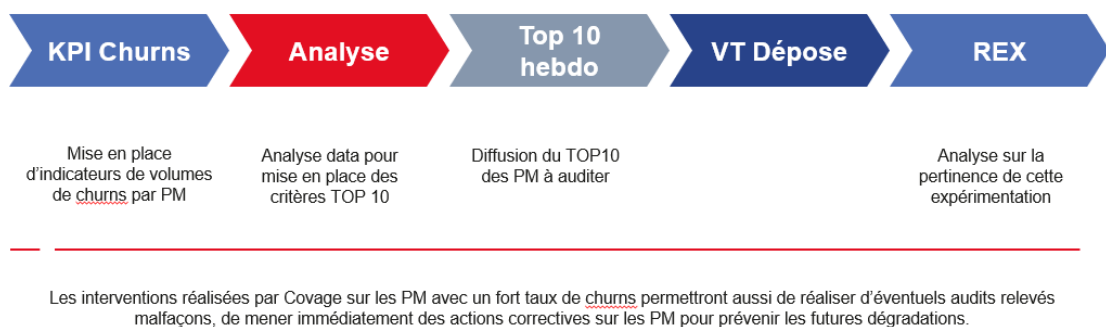 KPI Churns
Analyse
Top 10
hebdo
VT Dépose
REX
Mise en place
d’indicateurs de volumes
de churns par PM
Analyse data pour
mise en place des
critères TOP 10
Diffusion du TOP10
des PM à auditer
Analyse sur la
pertinence de cette
expérimentation
Les interventions réalisées par Covage sur les PM avec un fort taux de churns permettront aussi de réaliser d’éventuels audits relevés
malfaçons, de mener immédiatement des actions correctives sur les PM pour prévenir les futures dégradations.